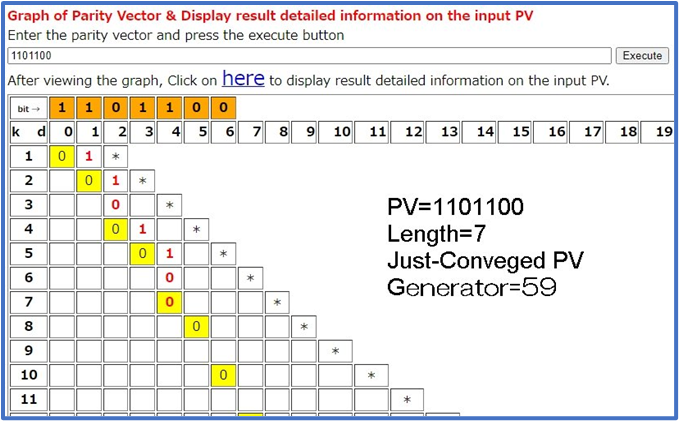 Graph of Parity Vector & Display result detailed information on the input PV
Enter the parity vector and press the execute button
1101100 Execute
After viewing the graph, Click on here to display result detailed information on the input PV.
bit → 1 1 0 1 1 0 0
k d 0 1 2 3 4 5 6 7 8 9 10 11 12 13 14 15 16 17 18 19
1 0 1 *
2 0 1 *
3 0 *
4 0 1 *
5 0 1 *
6 0 *
7 0 *
8 0 *
9 *
10 0 *
11 *
PV=1101100
Length=7
Just-Conveged PV
Generator=59